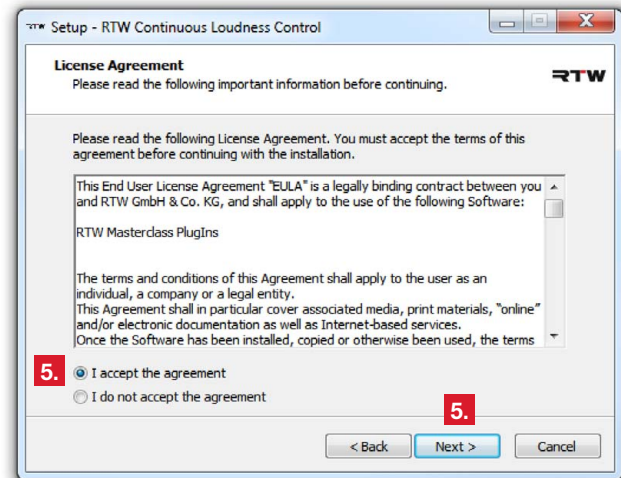 RTW Setup - RTW Continuous Loudness Control
License Agreement
Please read the following important information before continuing.
RTW
Please read the following License Agreement. You must accept the terms of this
agreement before continuing with the installation.
This End User License Agreement "EULA" is a legally binding contract between you
and RTW GmbH & Co. KG, and shall apply to the use of the following Software:
RTW Masterclass PlugIns
The terms and conditions of this Agreement shall apply to the user as an
individual, a company or a legal entity.
This Agreement shall in particular cover associated media, print materials, "online"
and/or electronic documentation as well as Internet-based services.
Once the Software has been installed, copied or otherwise been used, the terms
5. I accept the agreement
I do not accept the agreement
5.
< Back Next > Cancel